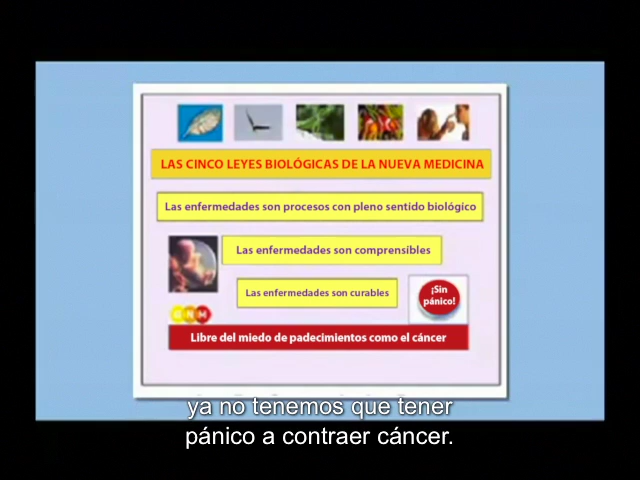 LAS CINCO LEYES BIOLÓGICAS DE LA NUEVA MEDICINA
Las enfermedades son procesos con pleno sentido biológico
Las enfermedades son comprensibles
Las enfermedades son curables
¡Sin
pánico!
GNM
Libre del miedo de padecimientos como el cáncer
ya no tenemos que tener
pánico a contraer cáncer.